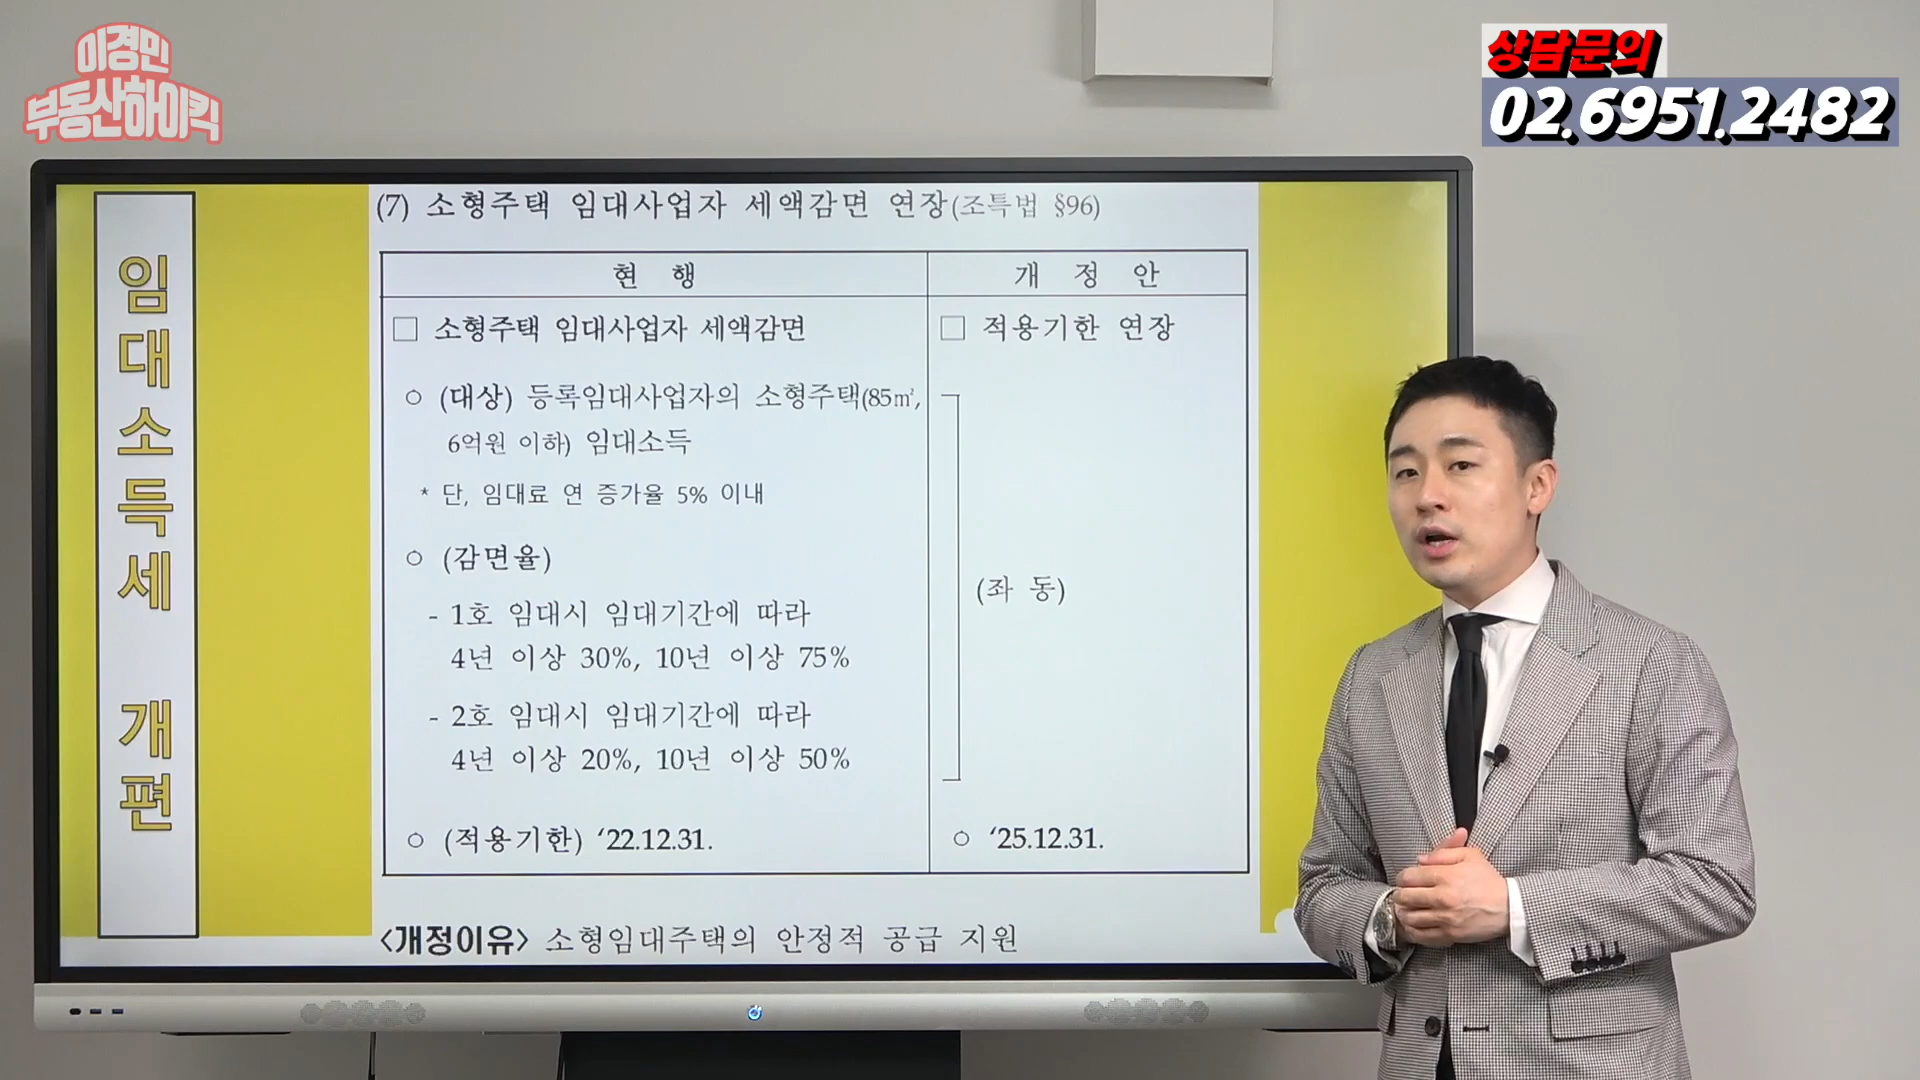 이경민
부동산하이킥
상담문의
02.6951.2482
임대소득세 개편
(7) 소형주택 임대사업자 세액감면 연장(조특법 §96)
현 행
개 정 안
□ 소형주택 임대사업자 세액감면
□ 적용기한 연장
○ (대상) 등록임대사업자의 소형주택(85㎡,
6억원 이하) 임대소득
* 단, 임대료 연 증가율 5% 이내
○ (감면율)
- 1호 임대시 임대기간에 따라
4년 이상 30%, 10년 이상 75%
- 2호 임대시 임대기간에 따라
4년 이상 20%, 10년 이상 50%
(좌 동)
○ (적용기한) ‘22.12.31.
○ ‘25.12.31.
<개정이유> 소형임대주택의 안정적 공급 지원